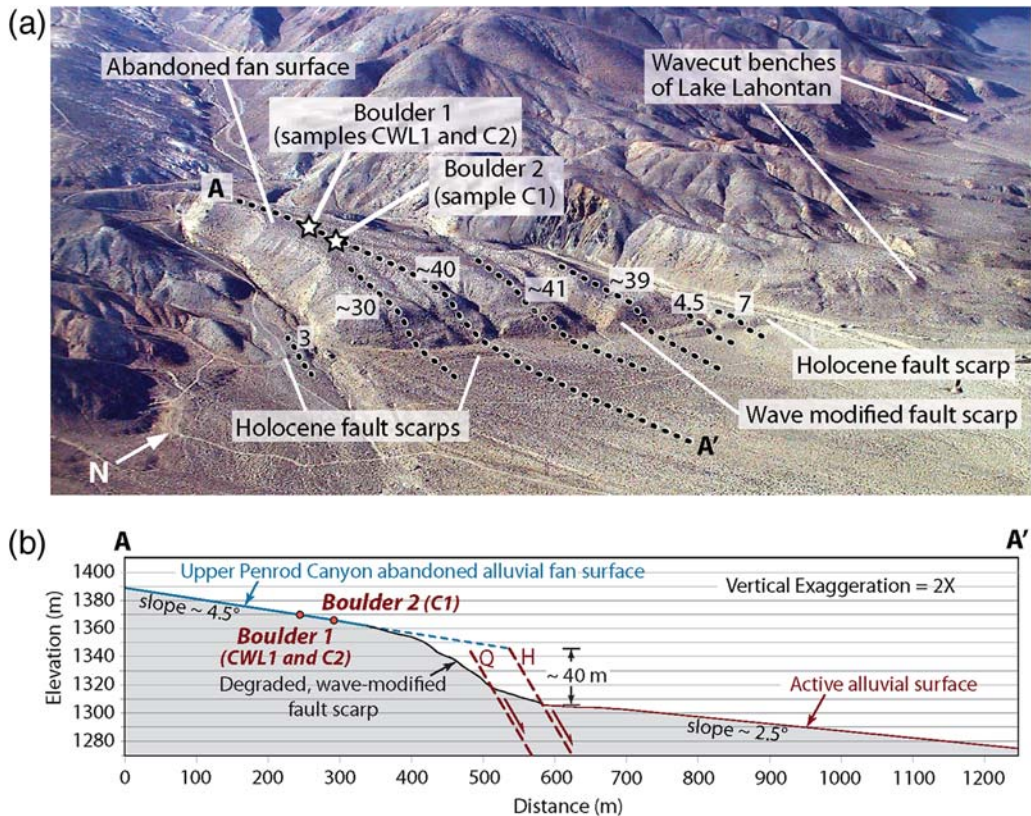 (a)
Abandoned fan surface
Wavecut benches
of Lake Lahontan
Boulder 1
(samples CWL1 and C2)
Boulder 2
(sample C1)
A
~40
~41
~39
~30
4.5
7
3
Holocene fault scarp
Holocene fault scarps
Wave modified fault scarp
A'
N
(b)
A
A'
1400
1380
1360
1340
1320
1300
1280
Elevation (m)
Upper Penrod Canyon abandoned alluvial fan surface
Vertical Exaggeration = 2X
slope ~ 4.5°
Boulder 2 (C1)
Boulder 1
(CWL1 and C2)
Q
H
~ 40 m
Degraded, wave-modified
fault scarp
Active alluvial surface
slope ~ 2.5°
0 100 200 300 400 500 600 700 800 900 1000 1100 1200
Distance (m)